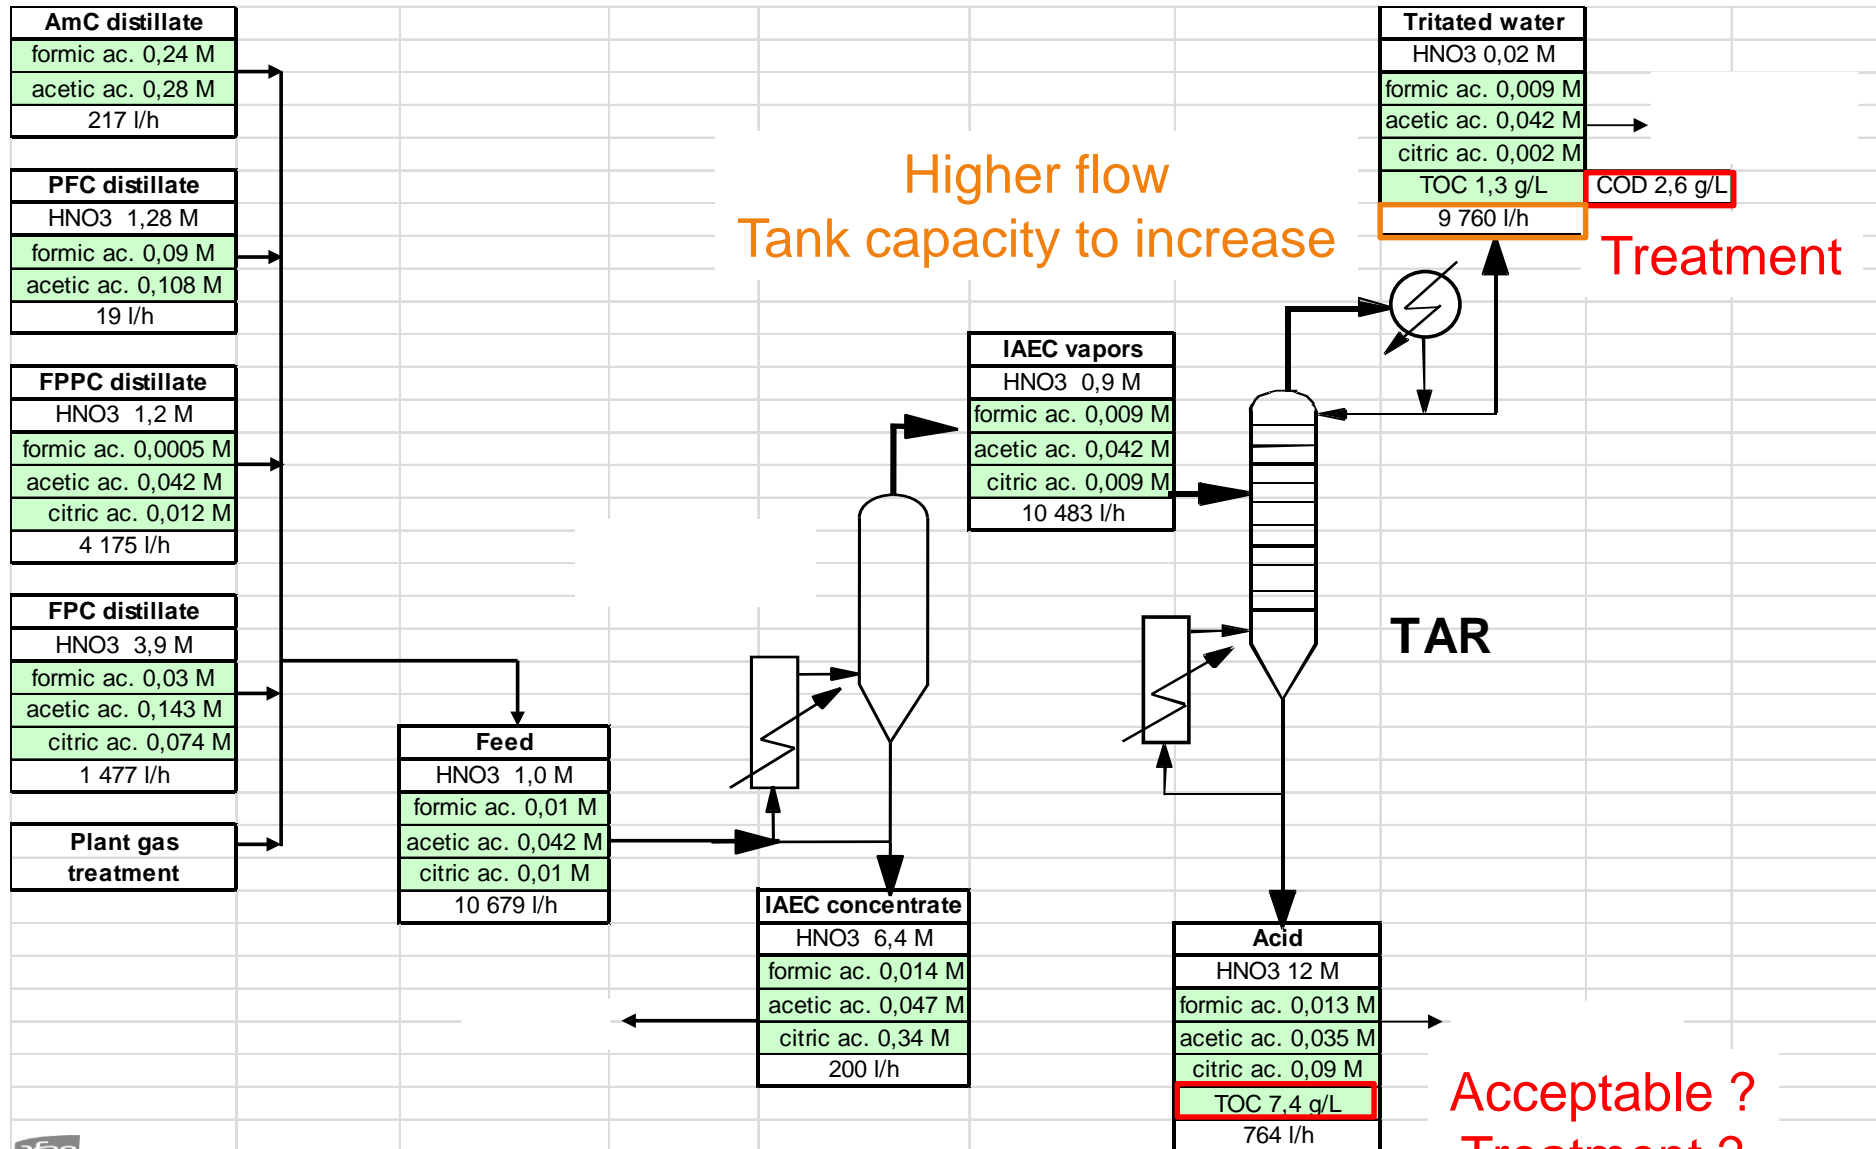 AmC distillate
formic ac. 0,24 M
acetic ac. 0,28 M
217 l/h
PFC distillate
HNO3 1,28 M
formic ac. 0,09 M
acetic ac. 0,108 M
19 l/h
FPPC distillate
HNO3 1,2 M
formic ac. 0,0005 M
acetic ac. 0,042 M
citric ac. 0,012 M
4 175 l/h
FPC distillate
HNO3 3,9 M
formic ac. 0,03 M
acetic ac. 0,143 M
citric ac. 0,074 M
1 477 l/h
Plant gas
treatment
Feed
HNO3 1,0 M
formic ac. 0,01 M
acetic ac. 0,042 M
citric ac. 0,01 M
10 679 l/h
Higher flow
Tank capacity to increase
IAEC concentrate
HNO3 6,4 M
formic ac. 0,014 M
acetic ac. 0,047 M
citric ac. 0,34 M
200 l/h
IAEC vapors
HNO3 0,9 M
formic ac. 0,009 M
acetic ac. 0,042 M
citric ac. 0,009 M
10 483 l/h
Tritated water
HNO3 0,02 M
formic ac. 0,009 M
acetic ac. 0,042 M
citric ac. 0,002 M
TOC 1,3 g/L
COD 2,6 g/L
9 760 l/h
Treatment
TAR
Acid
HNO3 12 M
formic ac. 0,013 M
acetic ac. 0,035 M
citric ac. 0,09 M
TOC 7,4 g/L
764 l/h
Acceptable ?
Treatment ?